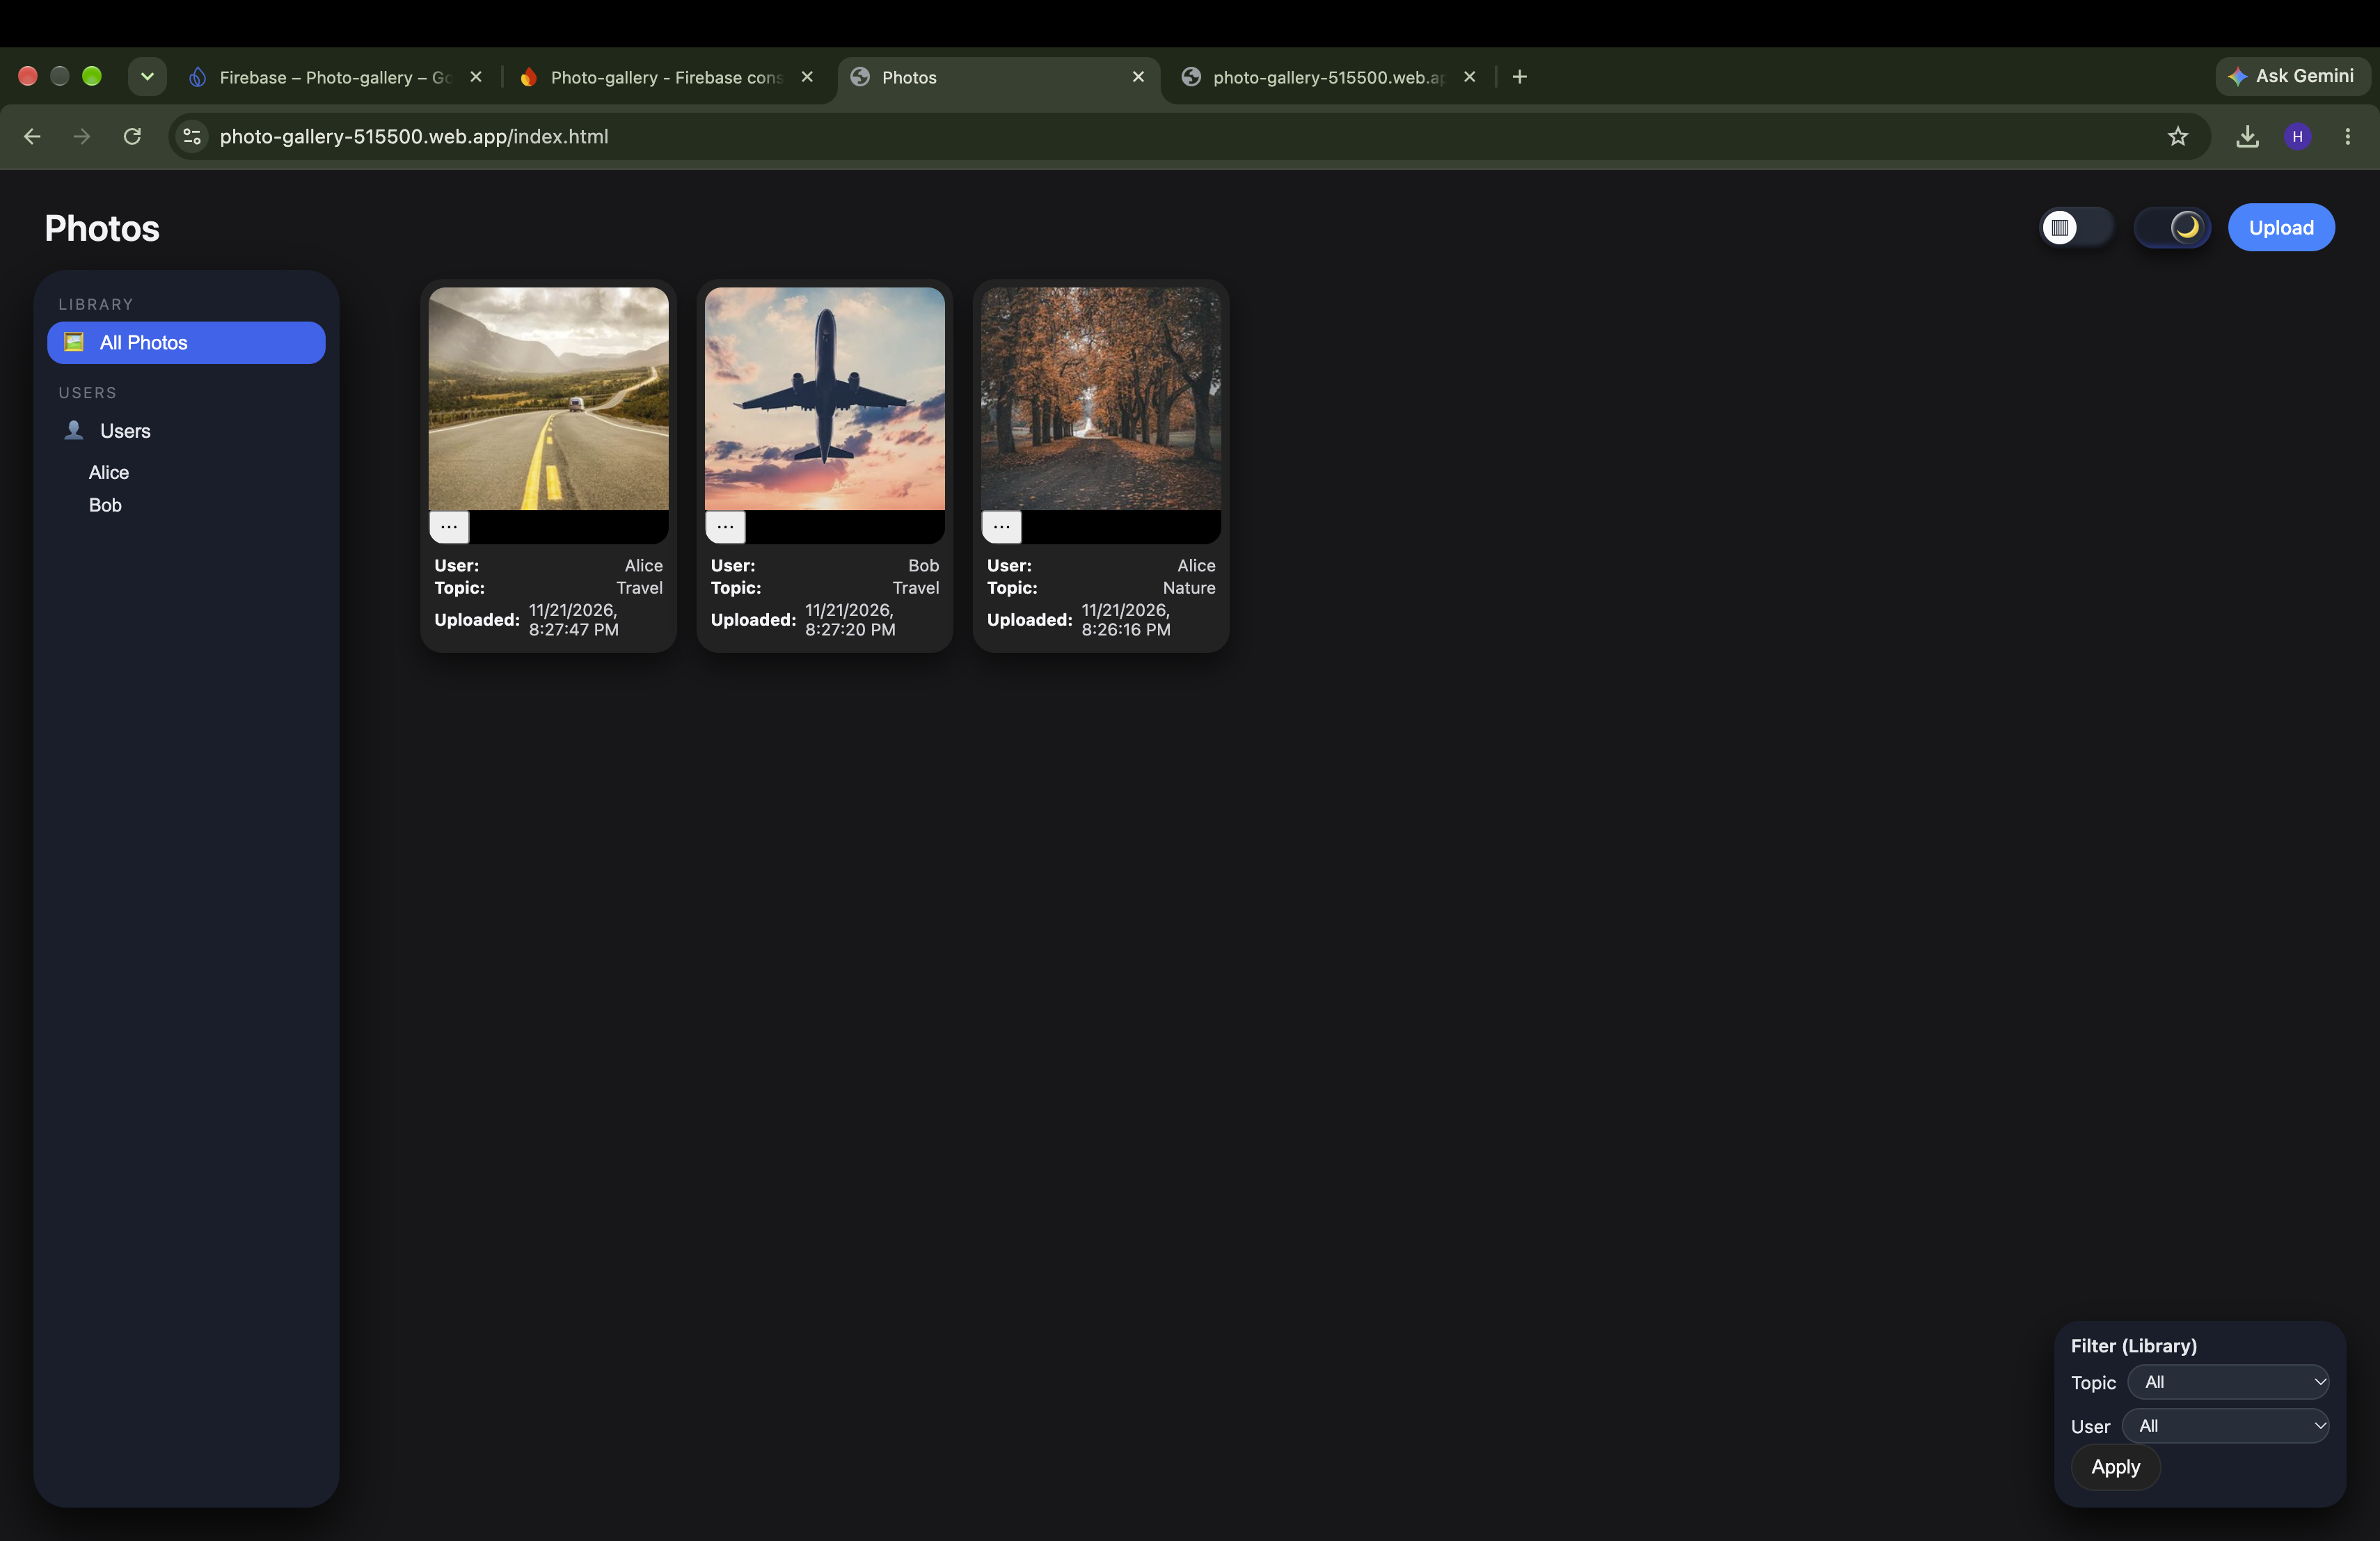 Firebase – Photo-gallery – Go
Photo-gallery - Firebase cons
Photos
photo-gallery-515500.web.ap
Ask Gemini
photo-gallery-515500.web.app/index.html
H
Photos
Upload
LIBRARY
All Photos
USERS
Users
Alice
Bob
...
User: Alice
Topic: Travel
Uploaded: 11/21/2026,
8:27:47 PM
...
User: Bob
Topic: Travel
Uploaded: 11/21/2026,
8:27:20 PM
...
User: Alice
Topic: Nature
Uploaded: 11/21/2026,
8:26:16 PM
Filter (Library)
Topic All
User All
Apply